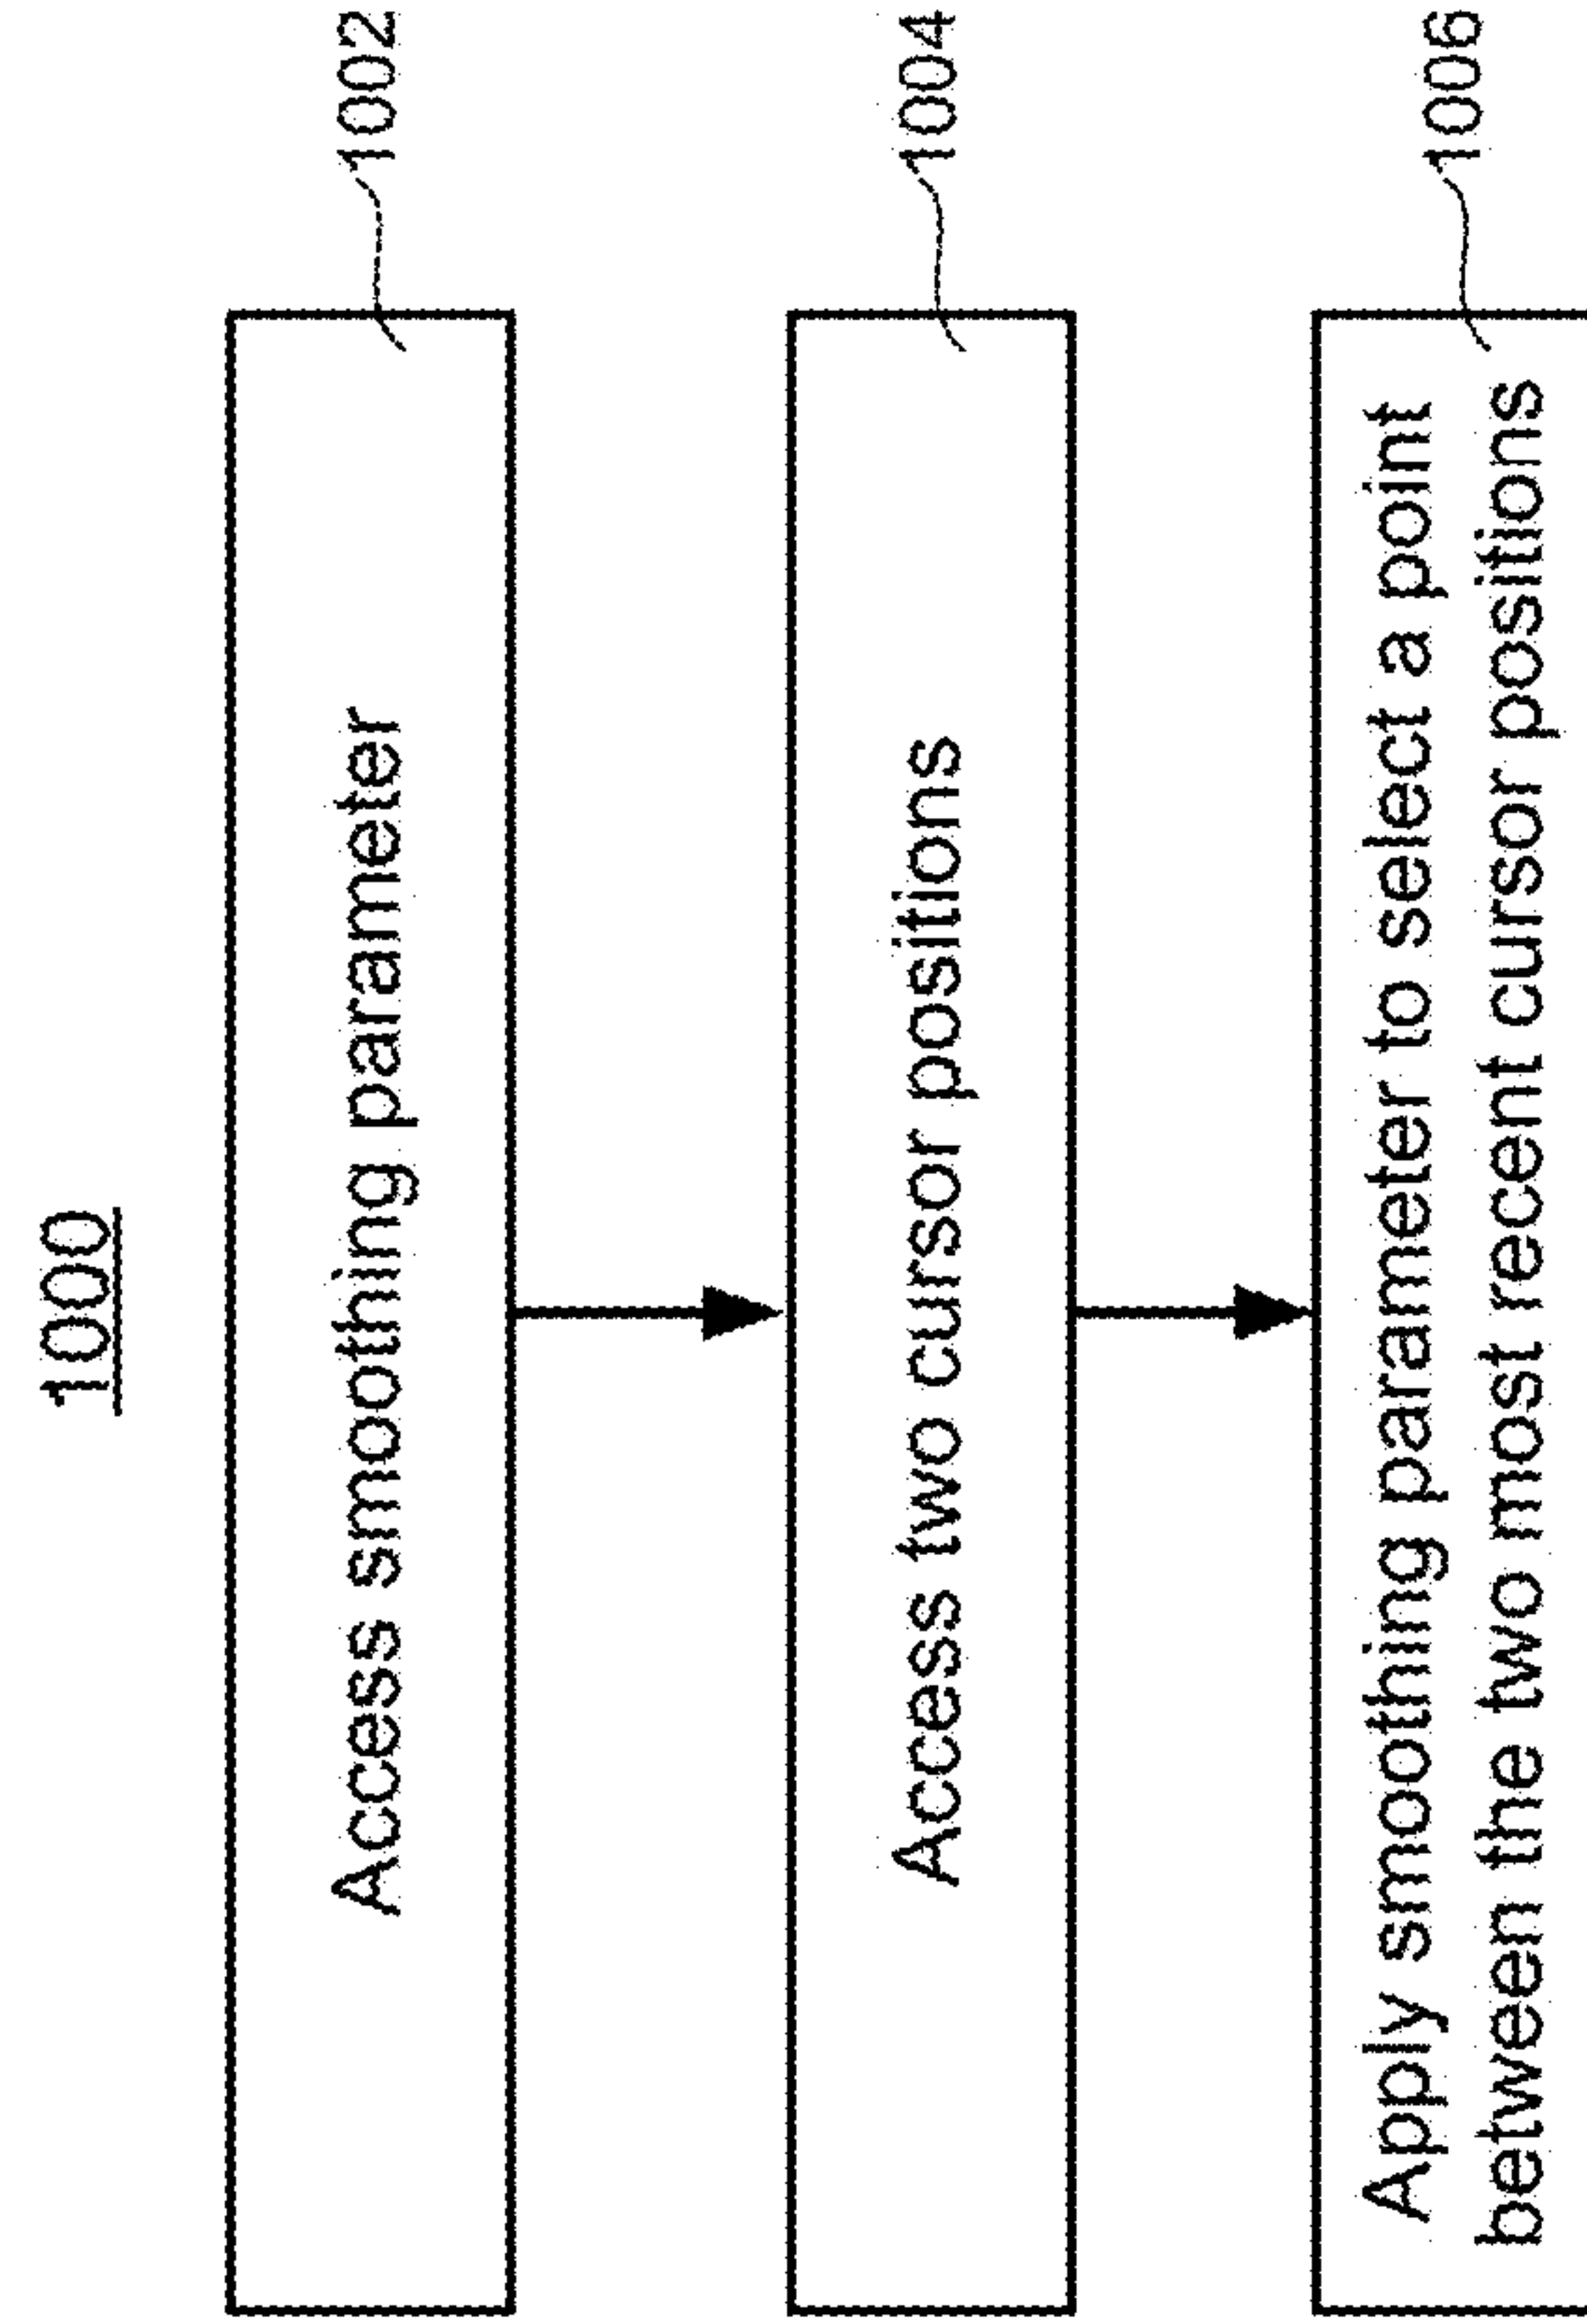 1000
Access smoothing parameter
1002
Access two cursor positions
1004
Apply smoothing parameter to select a point
between the two most recent cursor positions
1006